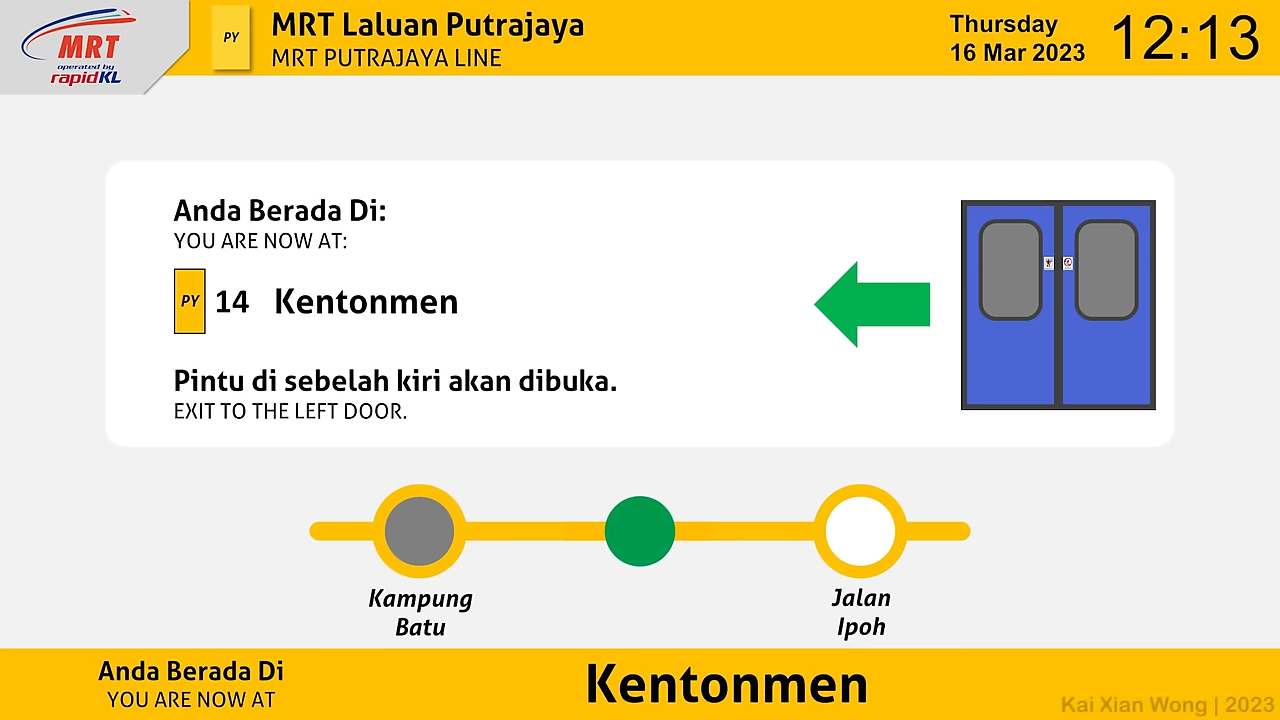 MRT
operated by
rapidKL
PY
MRT Laluan Putrajaya
MRT PUTRAJAYA LINE
Thursday
16 Mar 2023
12:13
Anda Berada Di:
YOU ARE NOW AT:
PY 14 Kentonmen
Pintu di sebelah kiri akan dibuka.
EXIT TO THE LEFT DOOR.
Kampung
Batu
Jalan
Ipoh
Anda Berada Di
YOU ARE NOW AT
Kentonmen
Kai Xian Wong | 2023